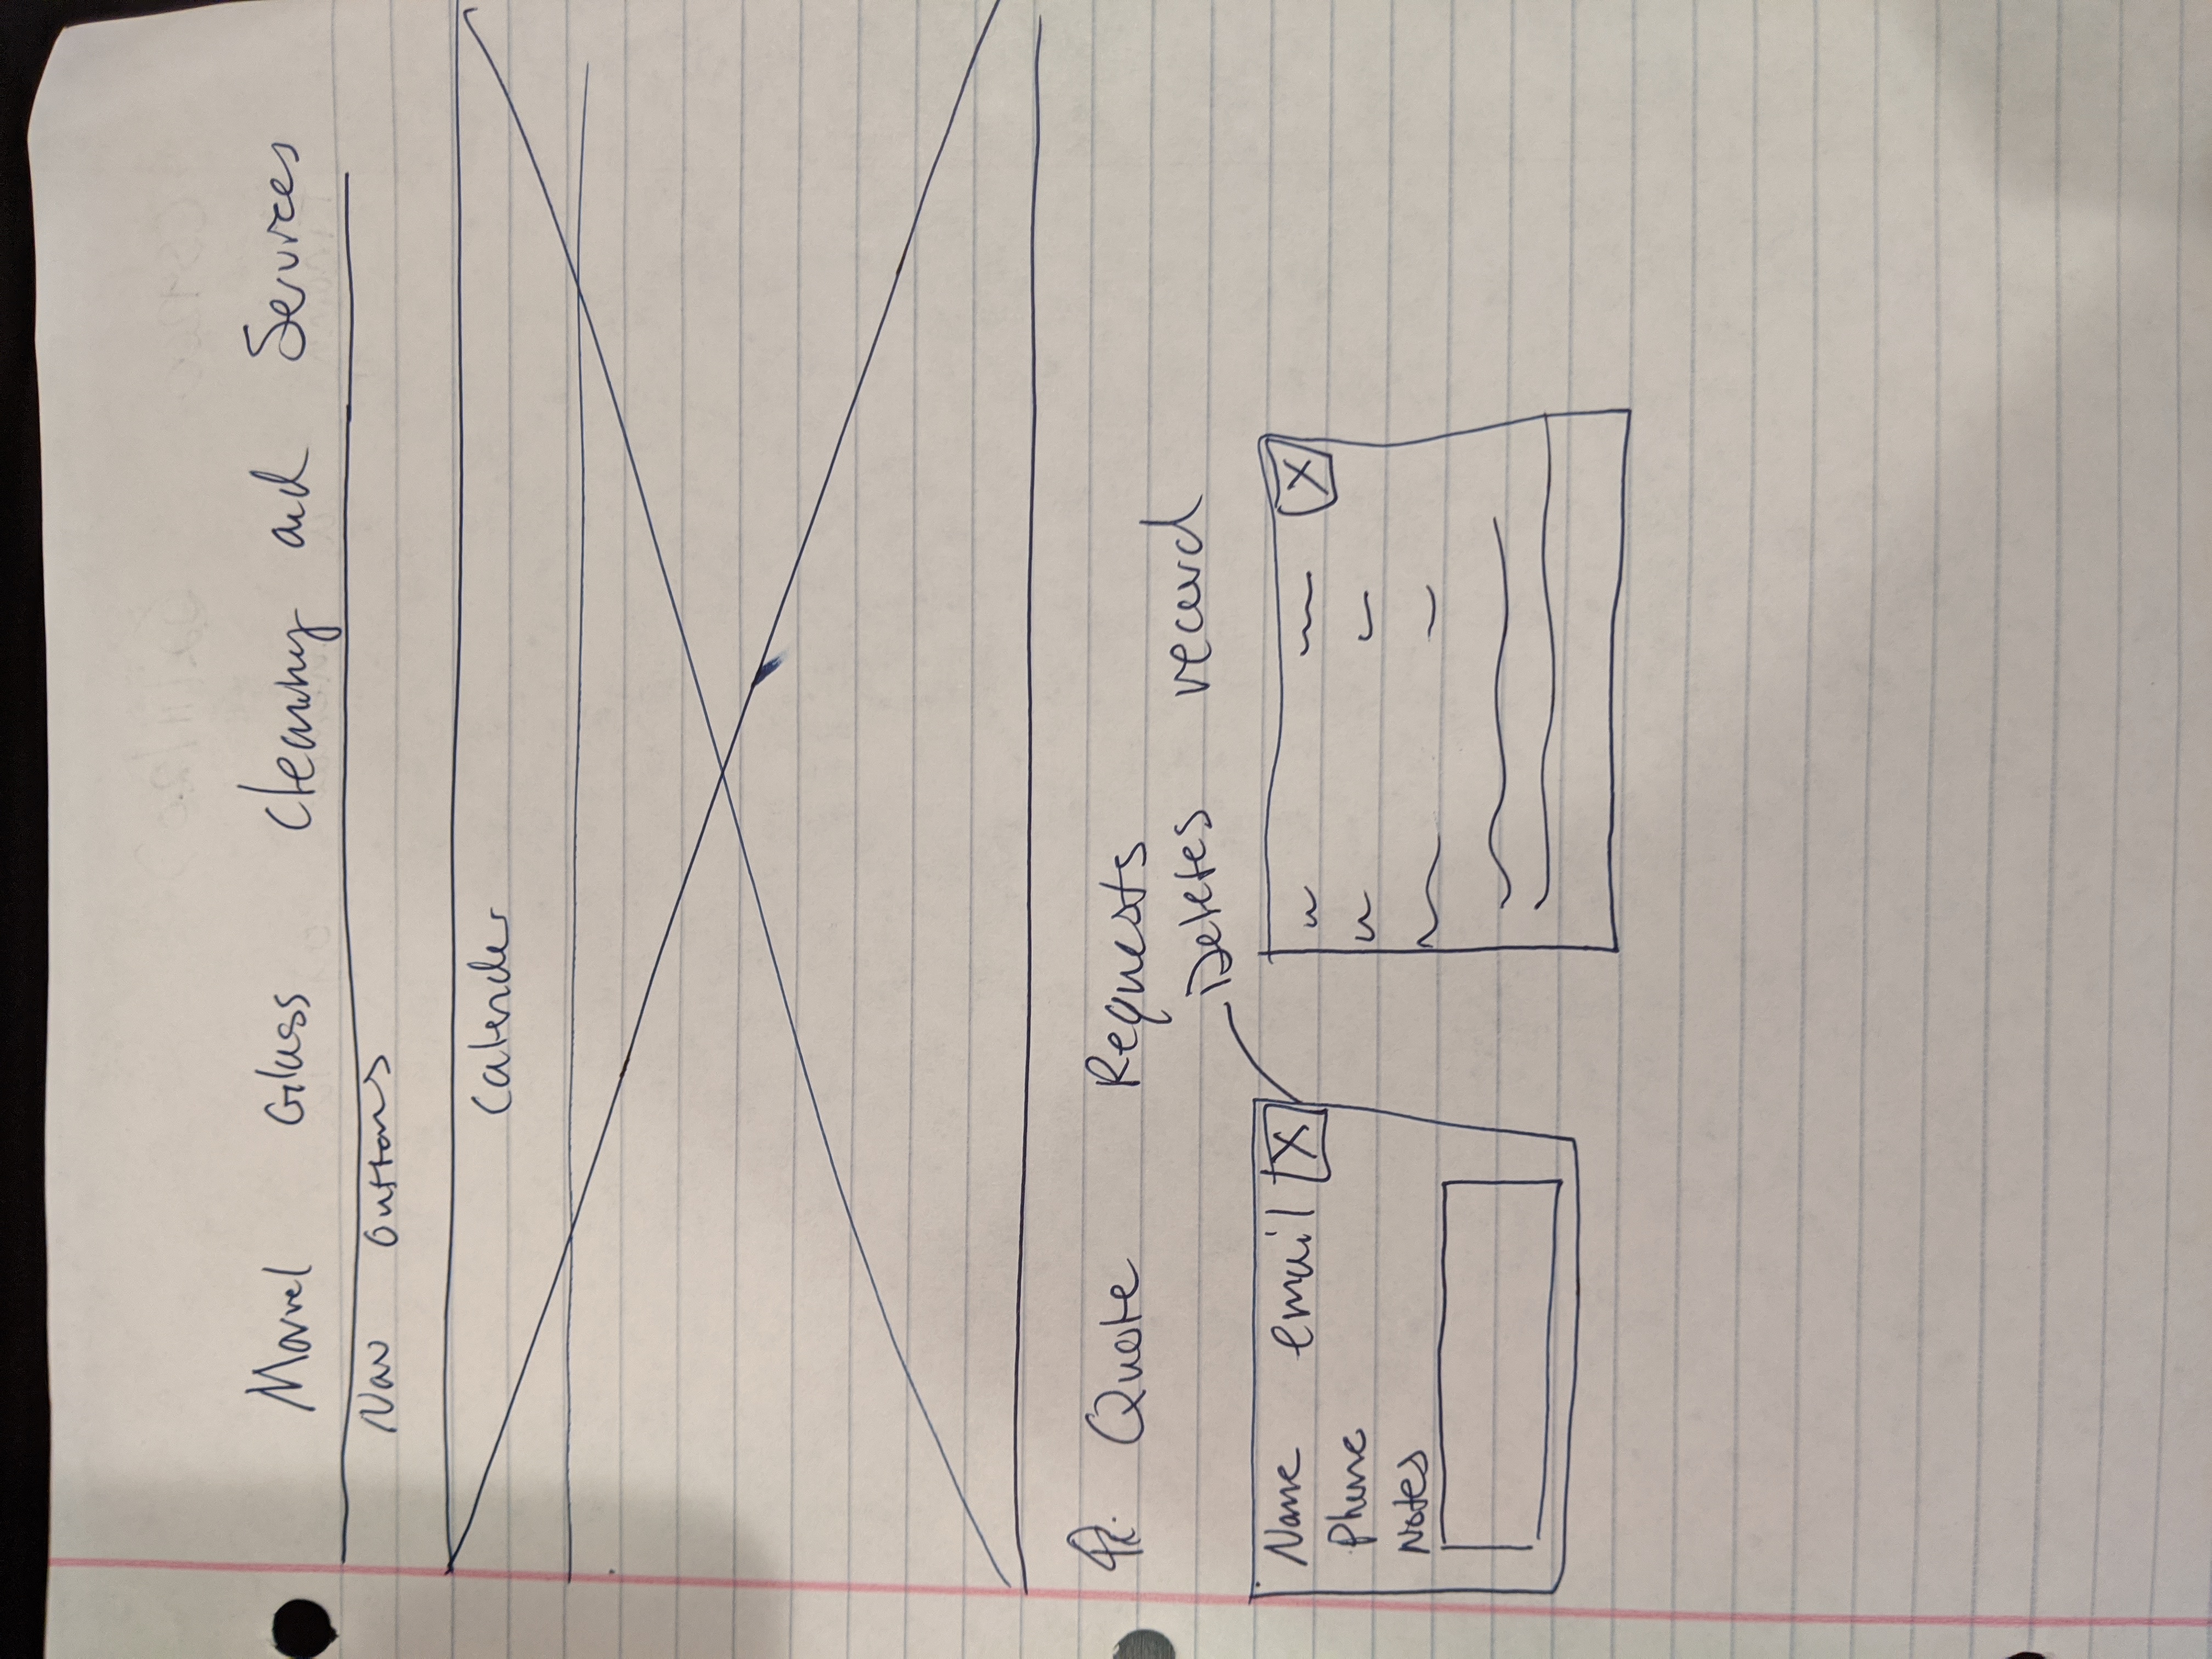 Marvel Glass Cleaning and Services
Nav Buttons
Calender
Quote Requests
Deletes record
Name email X
Phone
Notes
X